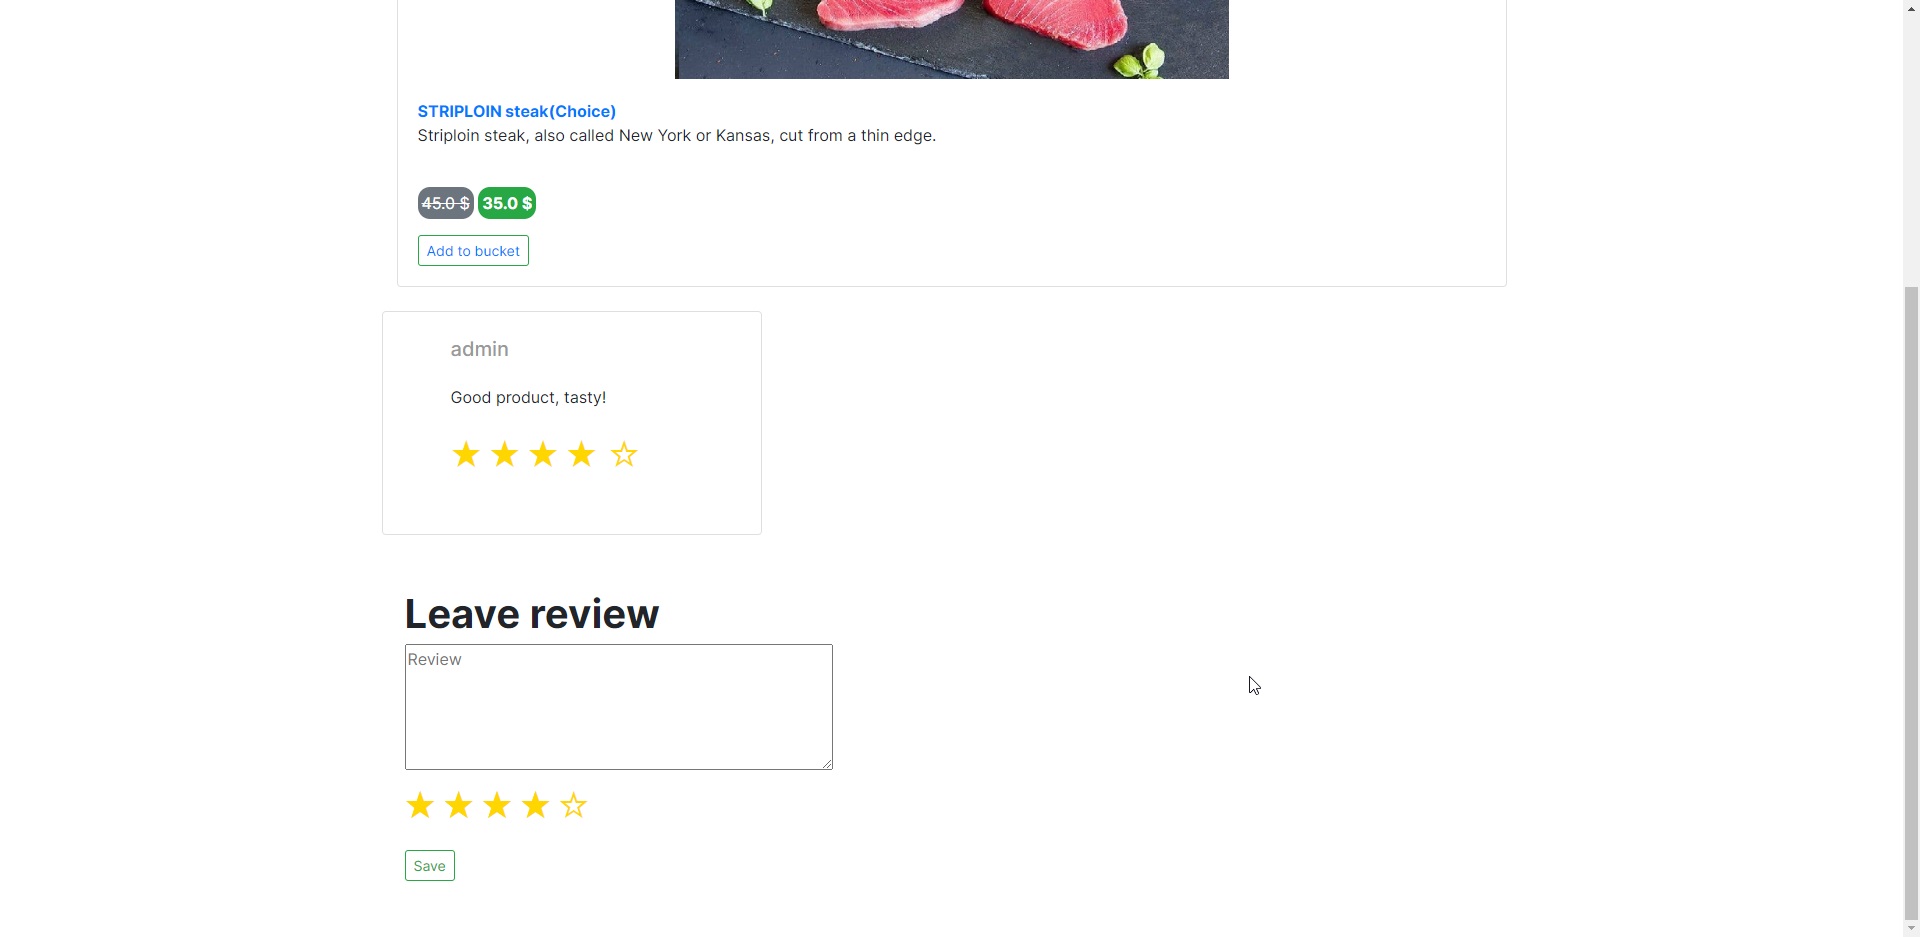 STRIPLOIN steak(Choice)
Striploin steak, also called New York or Kansas, cut from a thin edge.
45.0 $ 35.0 $
Add to bucket
admin
Good product, tasty!
Leave review
Review
Save